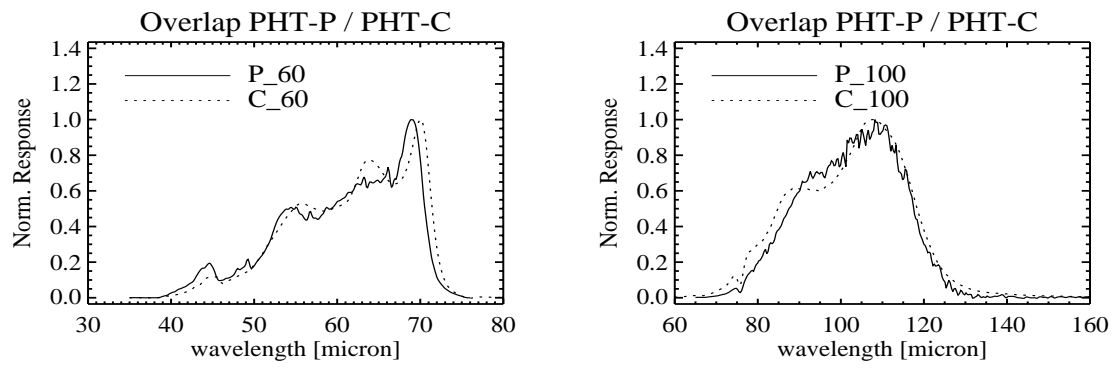 Overlap PHT-P / PHT-C
1.4
1.2
1.0
0.8
0.6
0.4
0.2
0.0
Norm. Response
P_60
C_60
30 40 50 60 70 80
wavelength [micron]
Overlap PHT-P / PHT-C
1.4
1.2
1.0
0.8
0.6
0.4
0.2
0.0
Norm. Response
P_100
C_100
60 80 100 120 140 160
wavelength [micron]